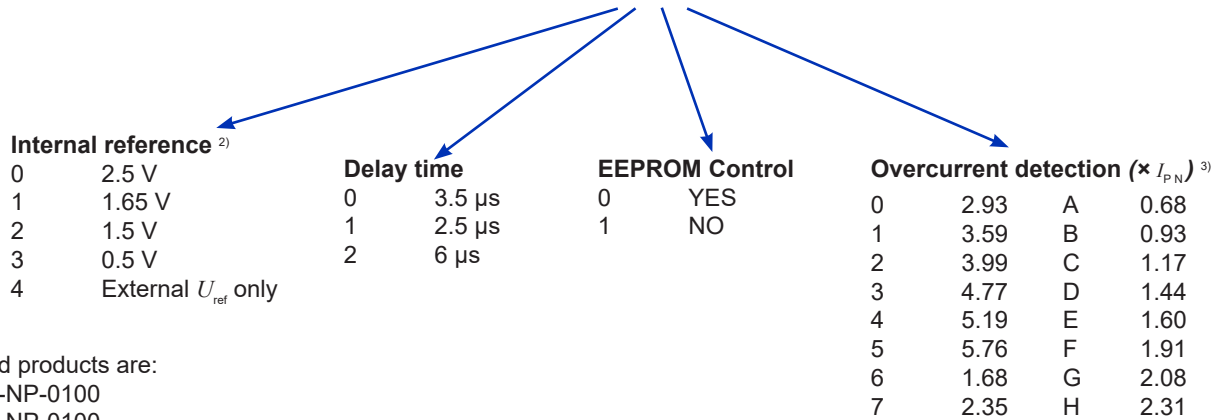 Internal reference 2)
0 2.5 V
1 1.65 V
2 1.5 V
3 0.5 V
4 External Uref only
Delay time
0 3.5 µs
1 2.5 µs
2 6 µs
EEPROM Control
0 YES
1 NO
Overcurrent detection (× IPN) 3)
0 2.93 A 0.68
1 3.59 B 0.93
2 3.99 C 1.17
3 4.77 D 1.44
4 5.19 E 1.60
5 5.76 F 1.91
6 1.68 G 2.08
7 2.35 H 2.31
d products are:
-NP-0100